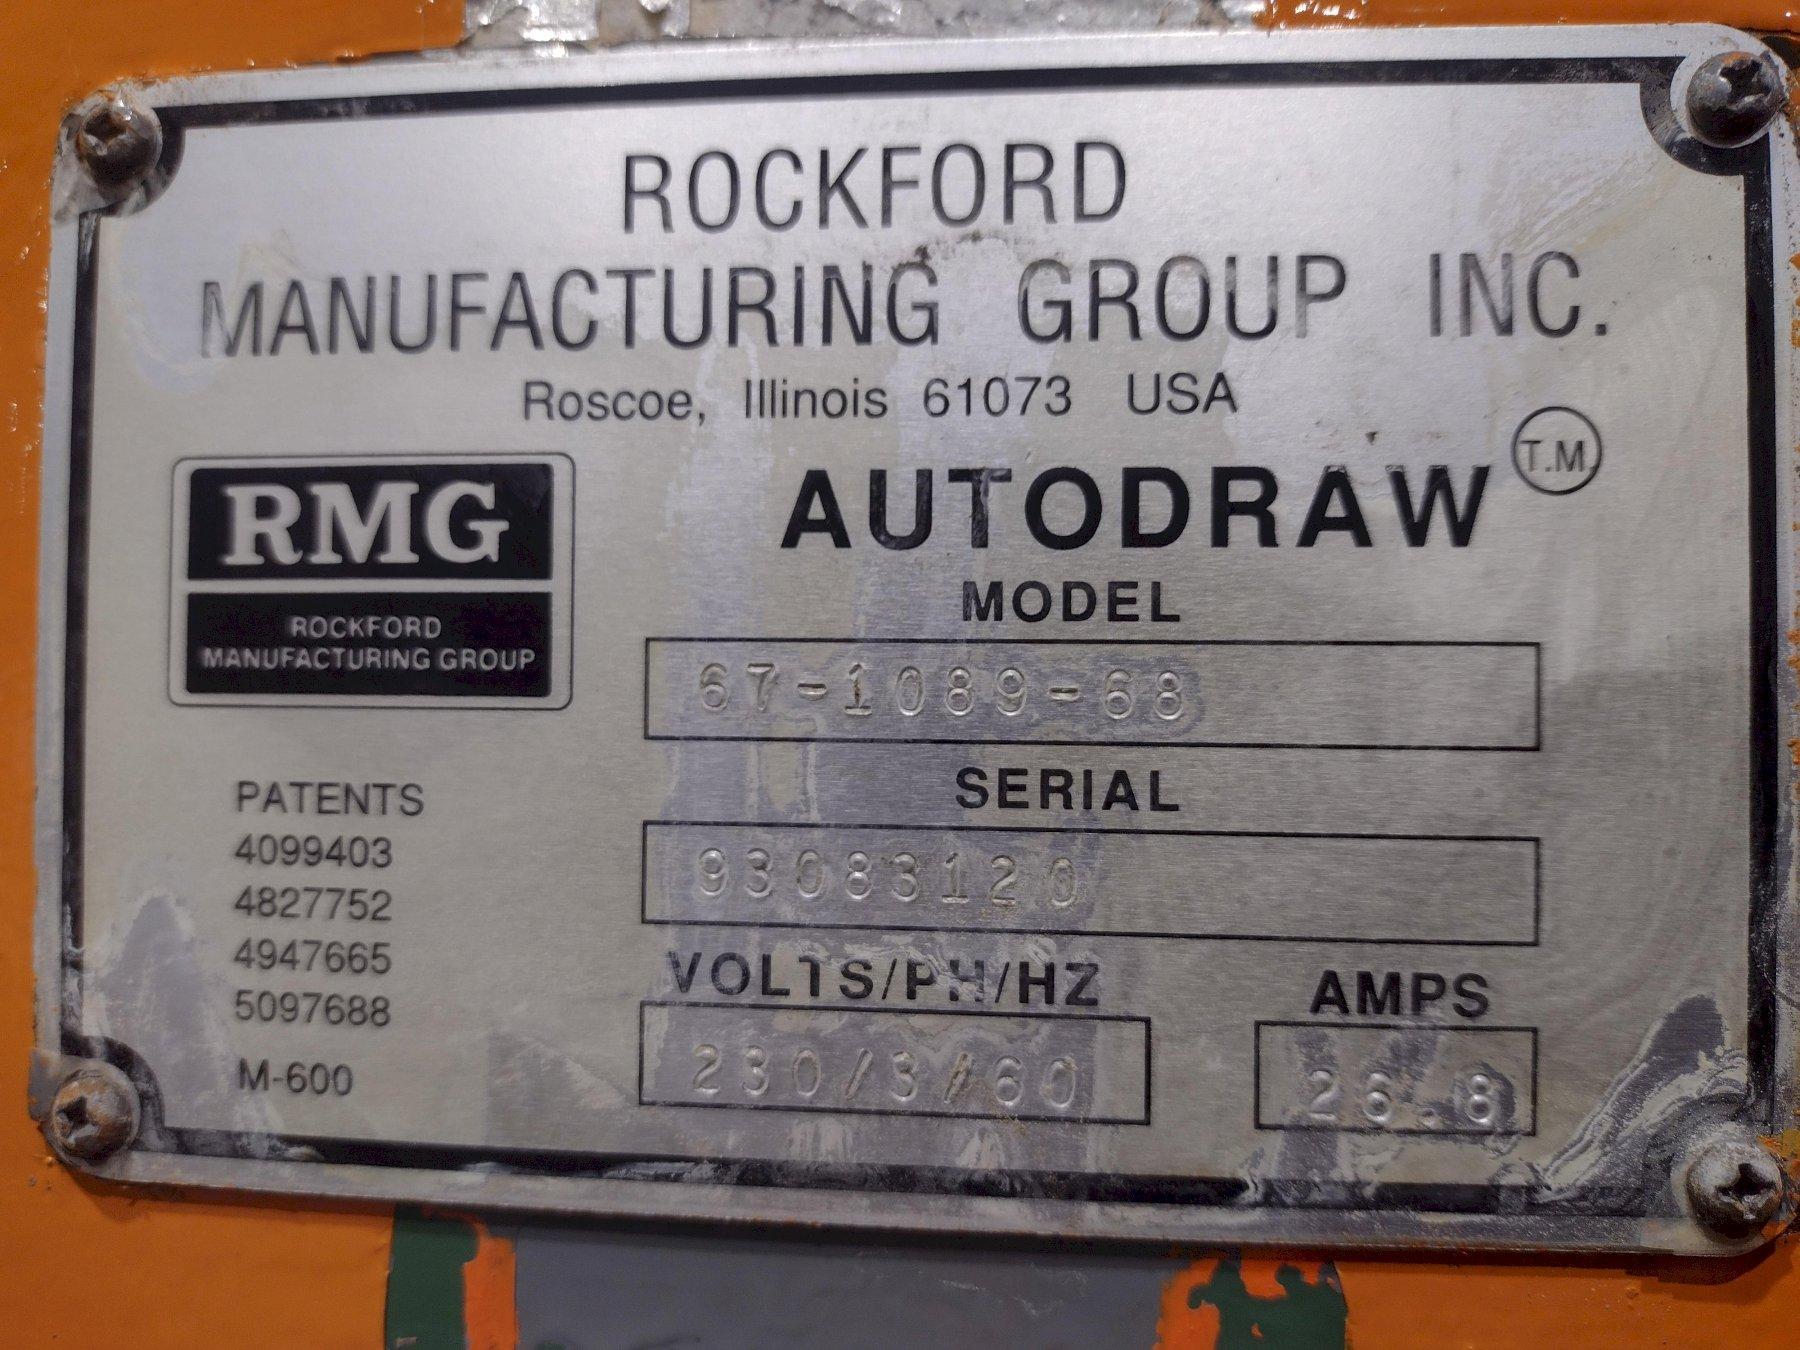 ROCKFORD
MANUFACTURING GROUP INC.
Roscoe, Illinois 61073 USA
RMG
ROCKFORD
MANUFACTURING GROUP
AUTODRAW T.M.
MODEL
67-1089-68
SERIAL
93083120
VOLTS/PH/HZ
230/3/60
AMPS
26.8
PATENTS
4099403
4827752
4947665
5097688
M-600